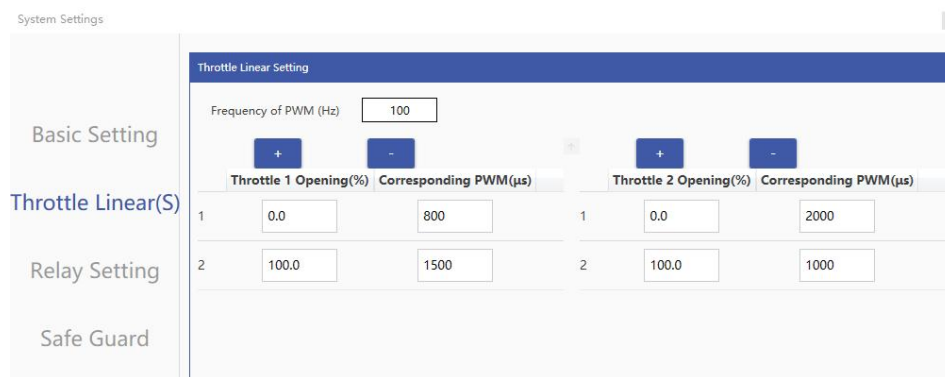 System Settings
Throttle Linear Setting
Frequency of PWM (Hz) 100
Basic Setting
Throttle Linear(S)
Relay Setting
Safe Guard
+ -
Throttle 1 Opening(%) Corresponding PWM(μs)
1 0.0 800
2 100.0 1500
+ -
Throttle 2 Opening(%) Corresponding PWM(μs)
1 0.0 2000
2 100.0 1000